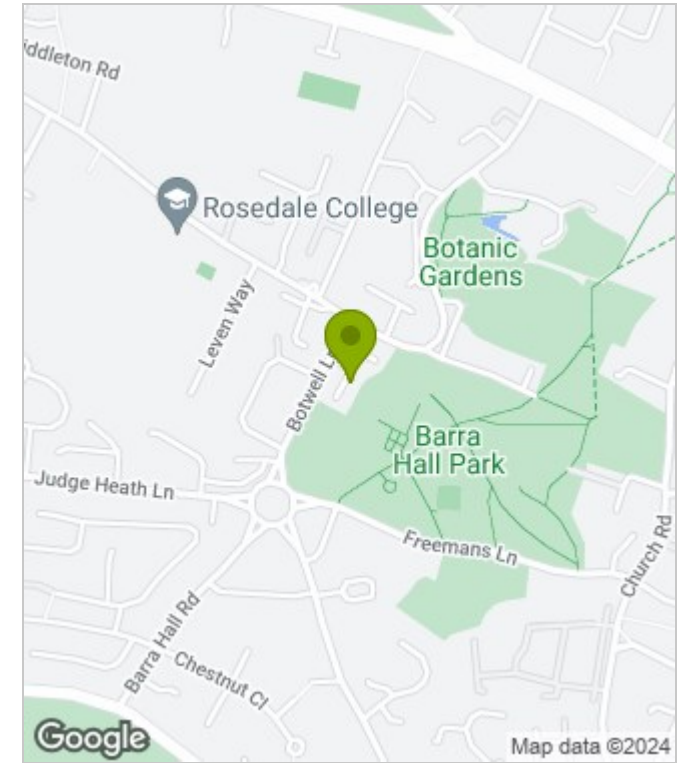 iddleton Rd
Rosedale College
Botanic
Gardens
Leven Way
Botwell L
Barra
Hall Park
Judge Heath Ln
Freemans Ln
Church Rd
Barra Hall Rd
Chestnut Cl
Google
Map data ©2024